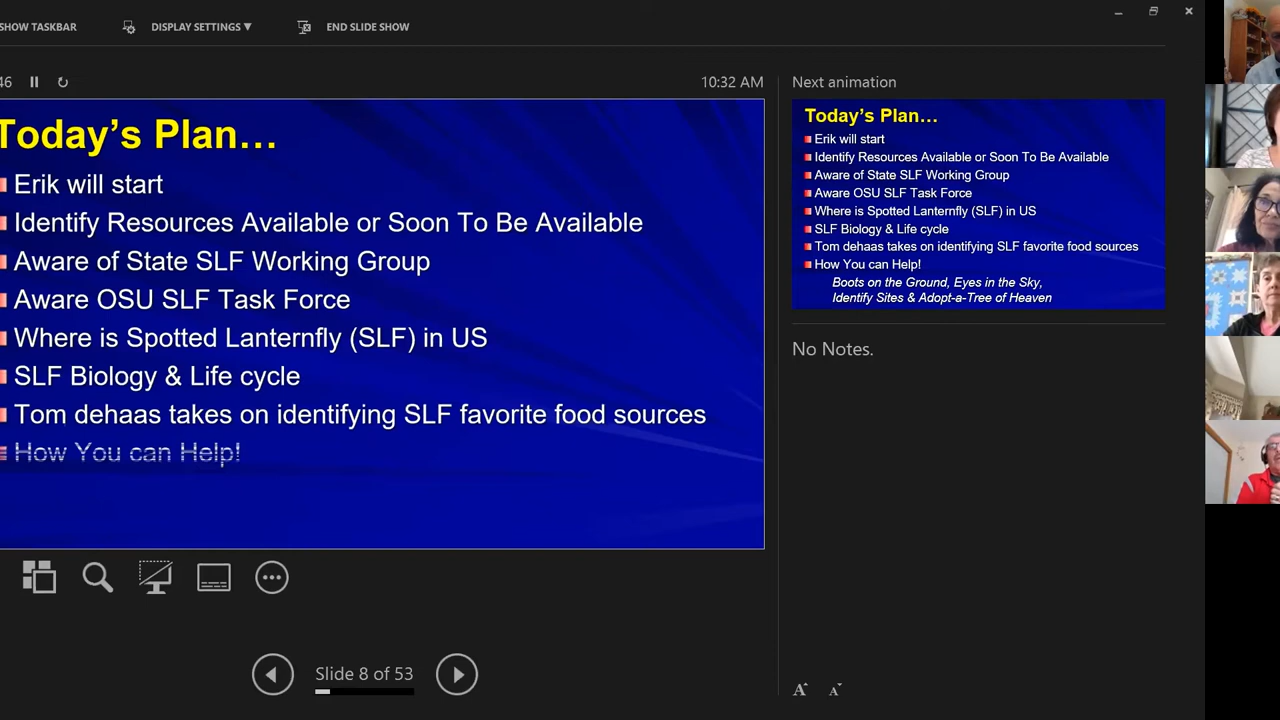 SHOW TASKBAR
DISPLAY SETTINGS ▼
END SLIDE SHOW
46
10:32 AM
Today's Plan…
Erik will start
Identify Resources Available or Soon To Be Available
Aware of State SLF Working Group
Aware OSU SLF Task Force
Where is Spotted Lanternfly (SLF) in US
SLF Biology & Life cycle
Tom dehaas takes on identifying SLF favorite food sources
How You can Help!
Slide 8 of 53
Next animation
Today's Plan…
Erik will start
Identify Resources Available or Soon To Be Available
Aware of State SLF Working Group
Aware OSU SLF Task Force
Where is Spotted Lanternfly (SLF) in US
SLF Biology & Life cycle
Tom dehaas takes on identifying SLF favorite food sources
How You can Help!
Boots on the Ground, Eyes in the Sky,
Identify Sites & Adopt-a-Tree of Heaven
No Notes.
A A